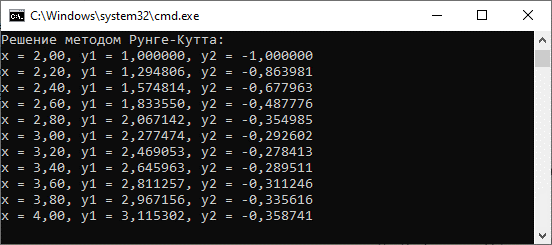 C:\Windows\system32\cmd.exe
Решение методом Рунге-Кутта:
x = 2,00, y1 = 1,000000, y2 = -1,000000
x = 2,20, y1 = 1,294806, y2 = -0,863981
x = 2,40, y1 = 1,574814, y2 = -0,677963
x = 2,60, y1 = 1,833550, y2 = -0,487776
x = 2,80, y1 = 2,067142, y2 = -0,354985
x = 3,00, y1 = 2,277474, y2 = -0,292602
x = 3,20, y1 = 2,469053, y2 = -0,278413
x = 3,40, y1 = 2,645963, y2 = -0,289511
x = 3,60, y1 = 2,811257, y2 = -0,311246
x = 3,80, y1 = 2,967156, y2 = -0,335616
x = 4,00, y1 = 3,115302, y2 = -0,358741